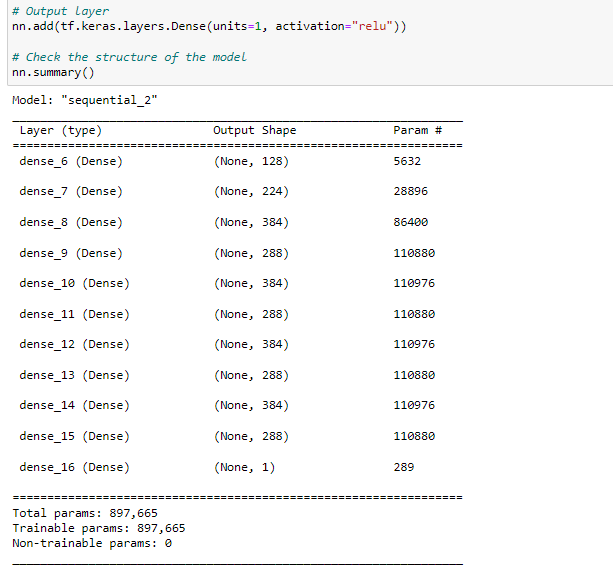 # Output layer
nn.add(tf.keras.layers.Dense(units=1, activation="relu"))
# Check the structure of the model
nn.summary()
Model: "sequential_2"
_________________________________________________________________
Layer (type) Output Shape Param #
=================================================================
dense_6 (Dense) (None, 128) 5632
dense_7 (Dense) (None, 224) 28896
dense_8 (Dense) (None, 384) 86400
dense_9 (Dense) (None, 288) 110880
dense_10 (Dense) (None, 384) 110976
dense_11 (Dense) (None, 288) 110880
dense_12 (Dense) (None, 384) 110976
dense_13 (Dense) (None, 288) 110880
dense_14 (Dense) (None, 384) 110976
dense_15 (Dense) (None, 288) 110880
dense_16 (Dense) (None, 1) 289
=================================================================
Total params: 897,665
Trainable params: 897,665
Non-trainable params: 0
_________________________________________________________________